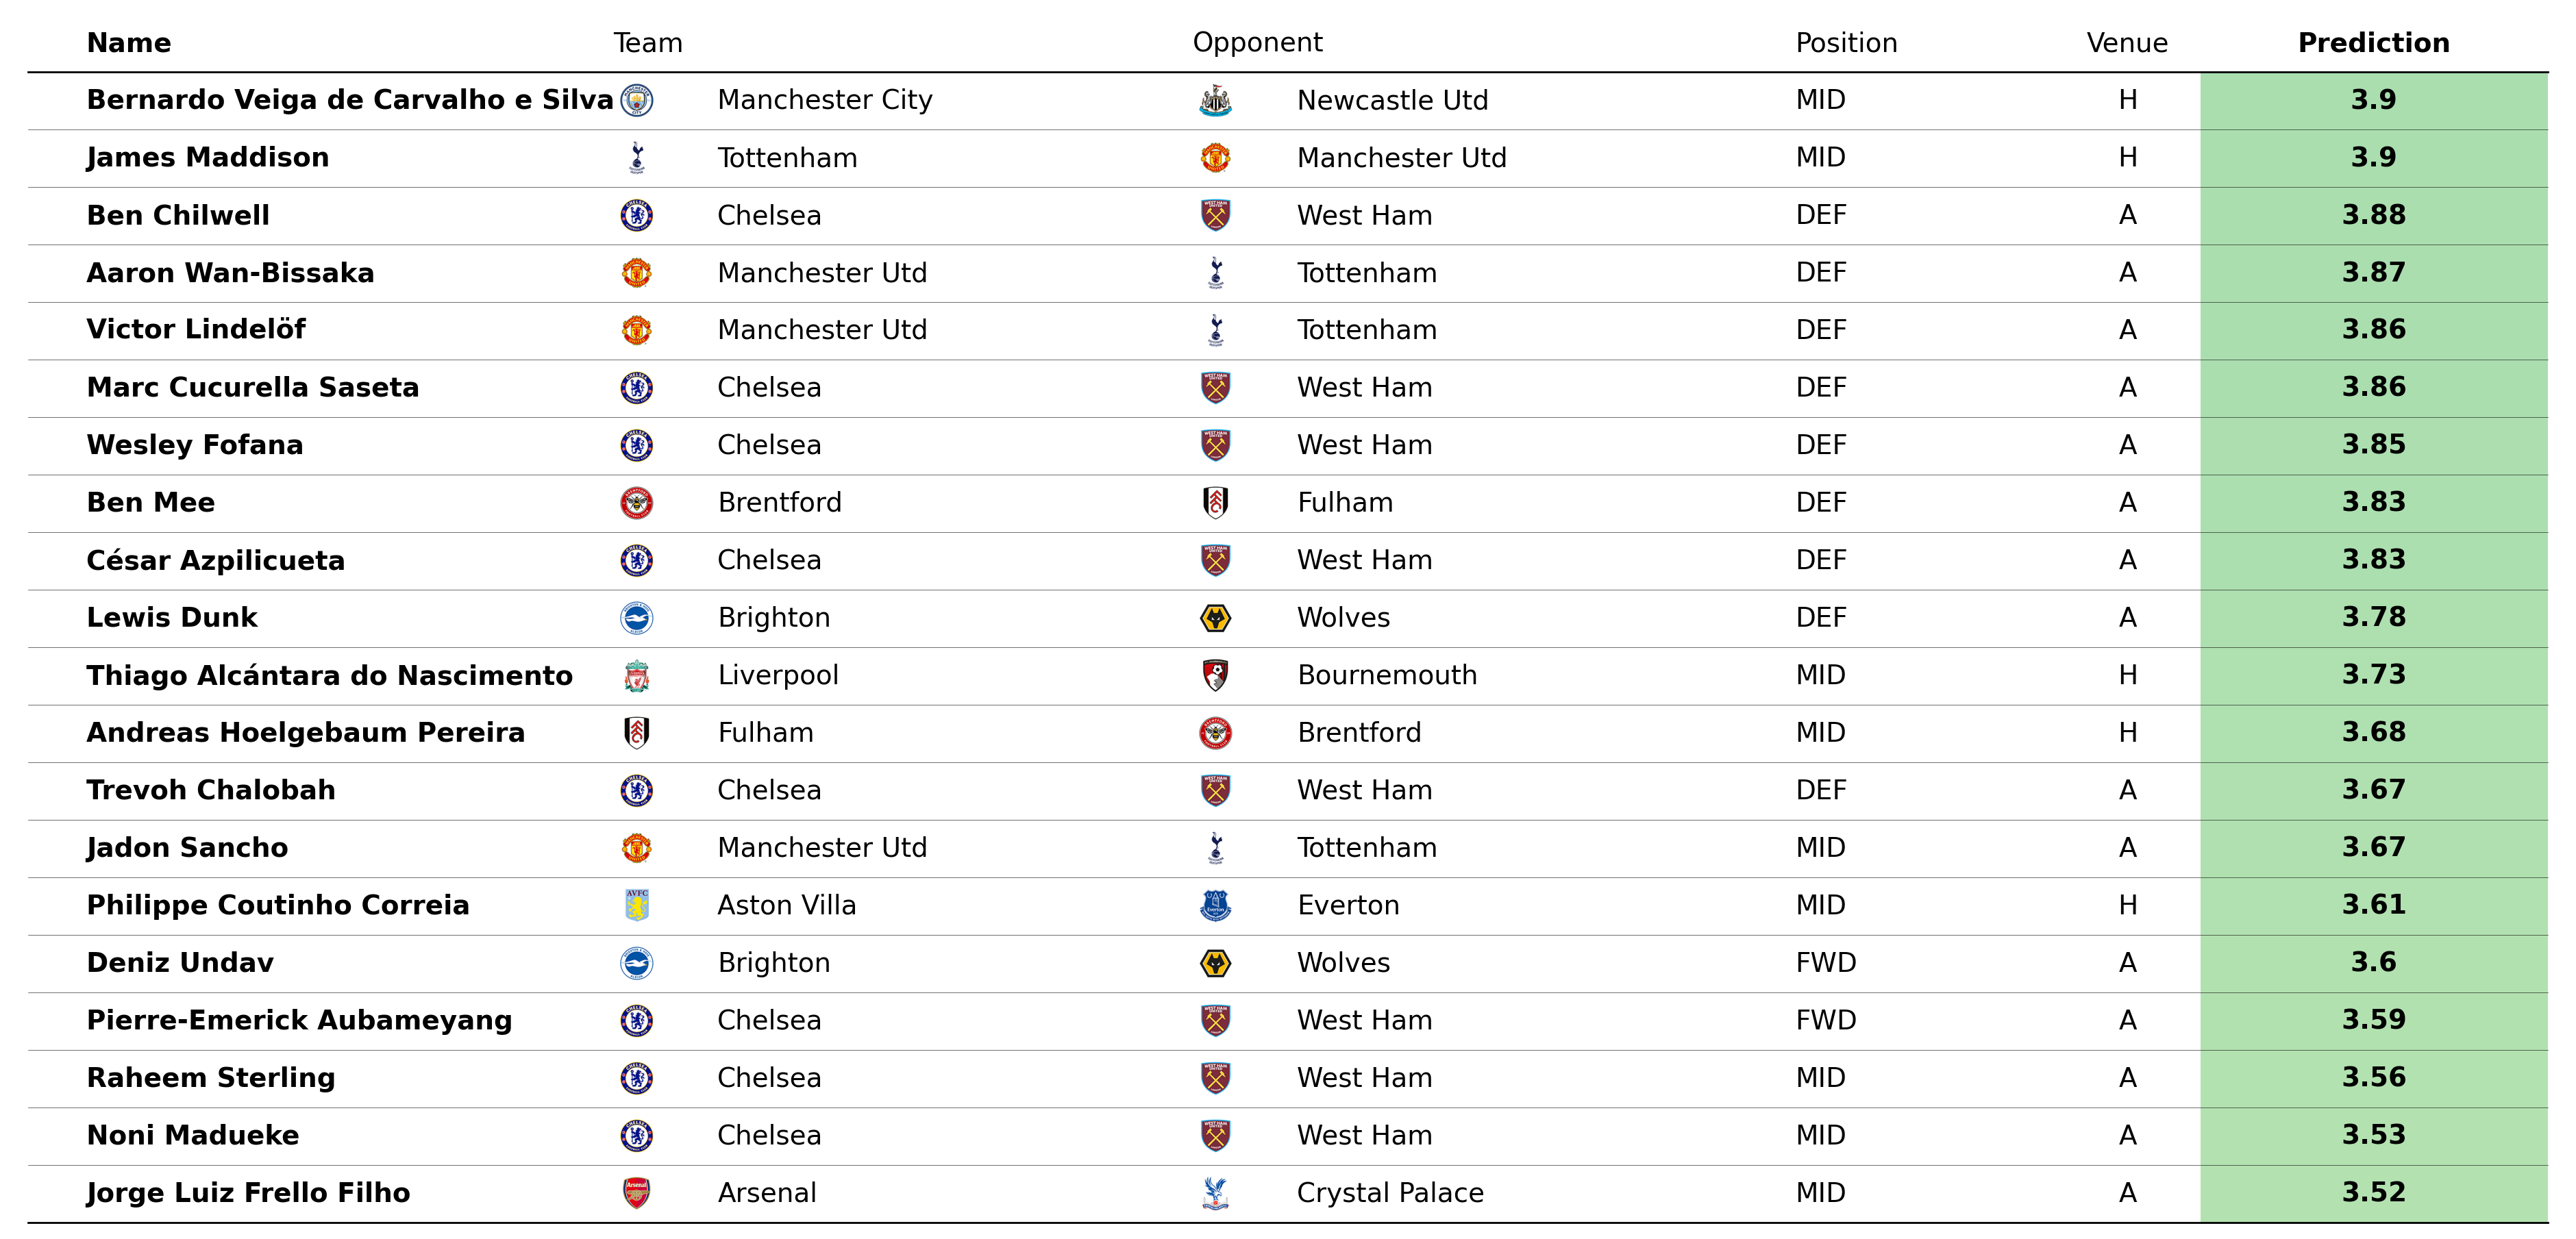 Name Team Opponent Position Venue Prediction
Bernardo Veiga de Carvalho e Silva Manchester City Newcastle Utd MID H 3.9
James Maddison Tottenham Manchester Utd MID H 3.9
Ben Chilwell Chelsea West Ham DEF A 3.88
Aaron Wan-Bissaka Manchester Utd Tottenham DEF A 3.87
Victor Lindelöf Manchester Utd Tottenham DEF A 3.86
Marc Cucurella Saseta Chelsea West Ham DEF A 3.86
Wesley Fofana Chelsea West Ham DEF A 3.85
Ben Mee Brentford Fulham DEF A 3.83
César Azpilicueta Chelsea West Ham DEF A 3.83
Lewis Dunk Brighton Wolves DEF A 3.78
Thiago Alcántara do Nascimento Liverpool Bournemouth MID H 3.73
Andreas Hoelgebaum Pereira Fulham Brentford MID H 3.68
Trevoh Chalobah Chelsea West Ham DEF A 3.67
Jadon Sancho Manchester Utd Tottenham MID A 3.67
Philippe Coutinho Correia Aston Villa Everton MID H 3.61
Deniz Undav Brighton Wolves FWD A 3.6
Pierre-Emerick Aubameyang Chelsea West Ham FWD A 3.59
Raheem Sterling Chelsea West Ham MID A 3.56
Noni Madueke Chelsea West Ham MID A 3.53
Jorge Luiz Frello Filho Arsenal Crystal Palace MID A 3.52